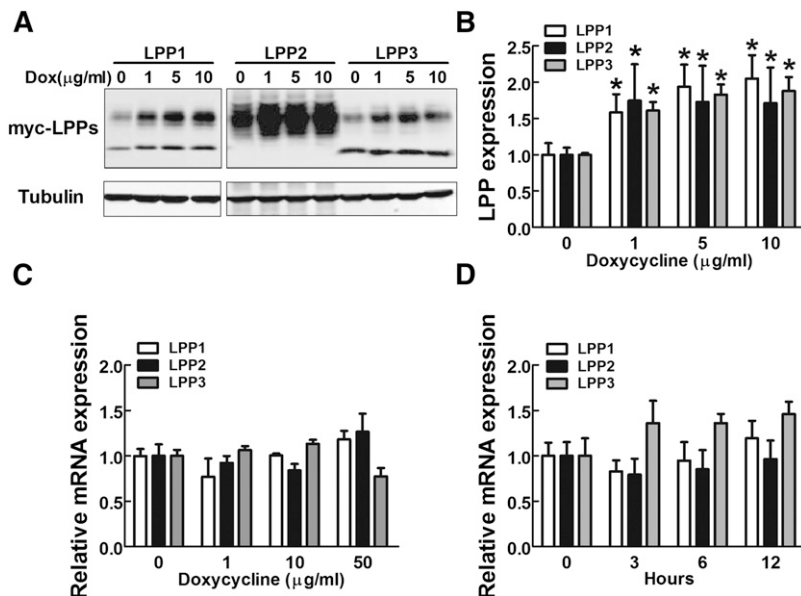 A
LPP1 LPP2 LPP3
Dox(μg/ml) 0 1 5 10 0 1 5 10 0 1 5 10
myc-LPPs
Tubulin
B
LPP expression
2.5
2.0
1.5
1.0
0.5
0.0
LPP1
LPP2
LPP3
* * * * * * * * *
0 1 5 10
Doxycycline (μg/ml)
C
Relative mRNA expression
2.0
1.5
1.0
0.5
0.0
LPP1
LPP2
LPP3
0 1 10 50
Doxycycline (μg/ml)
D
Relative mRNA expression
2.0
1.5
1.0
0.5
0.0
LPP1
LPP2
LPP3
0 3 6 12
Hours